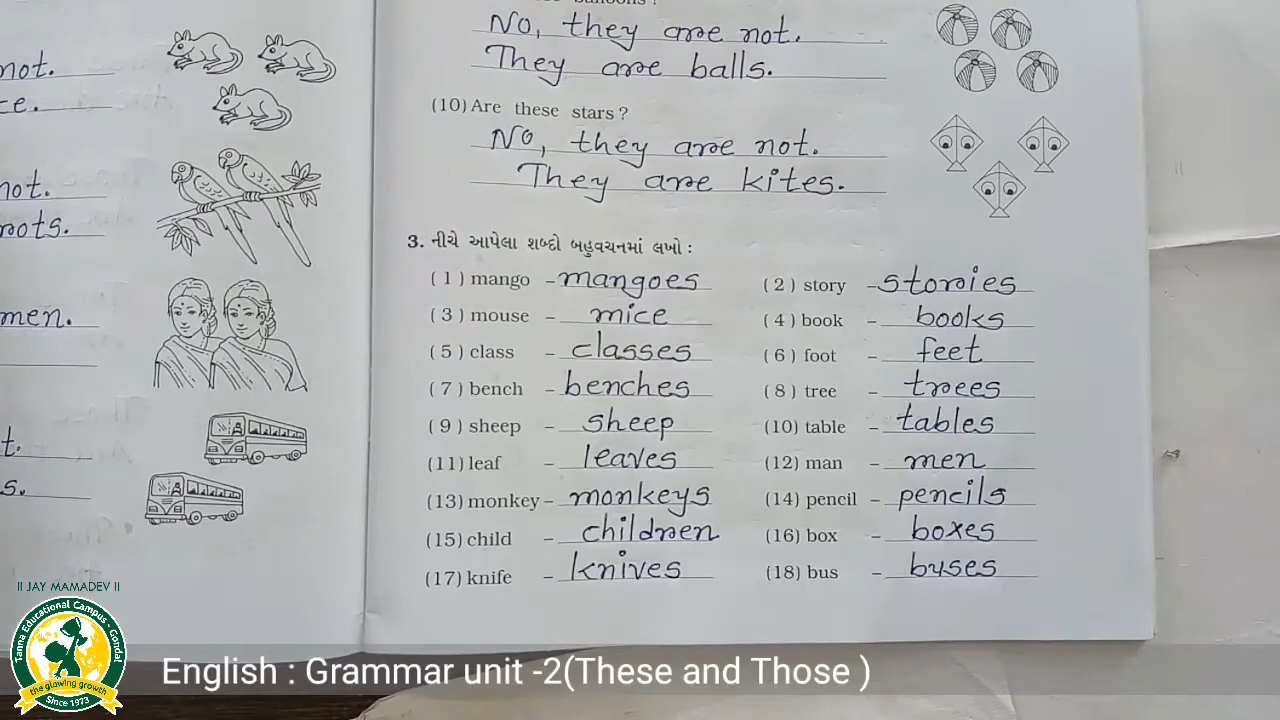 not.
ce.
not.
rots.
men.
t.
s.
No, they are not.
They are balls.
(10) Are these stars ?
No, they are not.
They are kites.
3. નીચે આપેલા શબ્દો બહુવચનમાં લખો :
( 1 ) mango - mangoes ( 2 ) story - stories
( 3 ) mouse - mice ( 4 ) book - books
( 5 ) class - classes ( 6 ) foot - feet
( 7 ) bench - benches ( 8 ) tree - trees
( 9 ) sheep - sheep (10) table - tables
(11) leaf - leaves (12) man - men
(13) monkey - monkeys (14) pencil - pencils
(15) child - children (16) box - boxes
(17) knife - knives (18) bus - buses
॥ JAY MAMADEV ॥
Tanna Educational Campus - Gondal
the glowing growth
Since 1973
English : Grammar unit -2(These and Those )